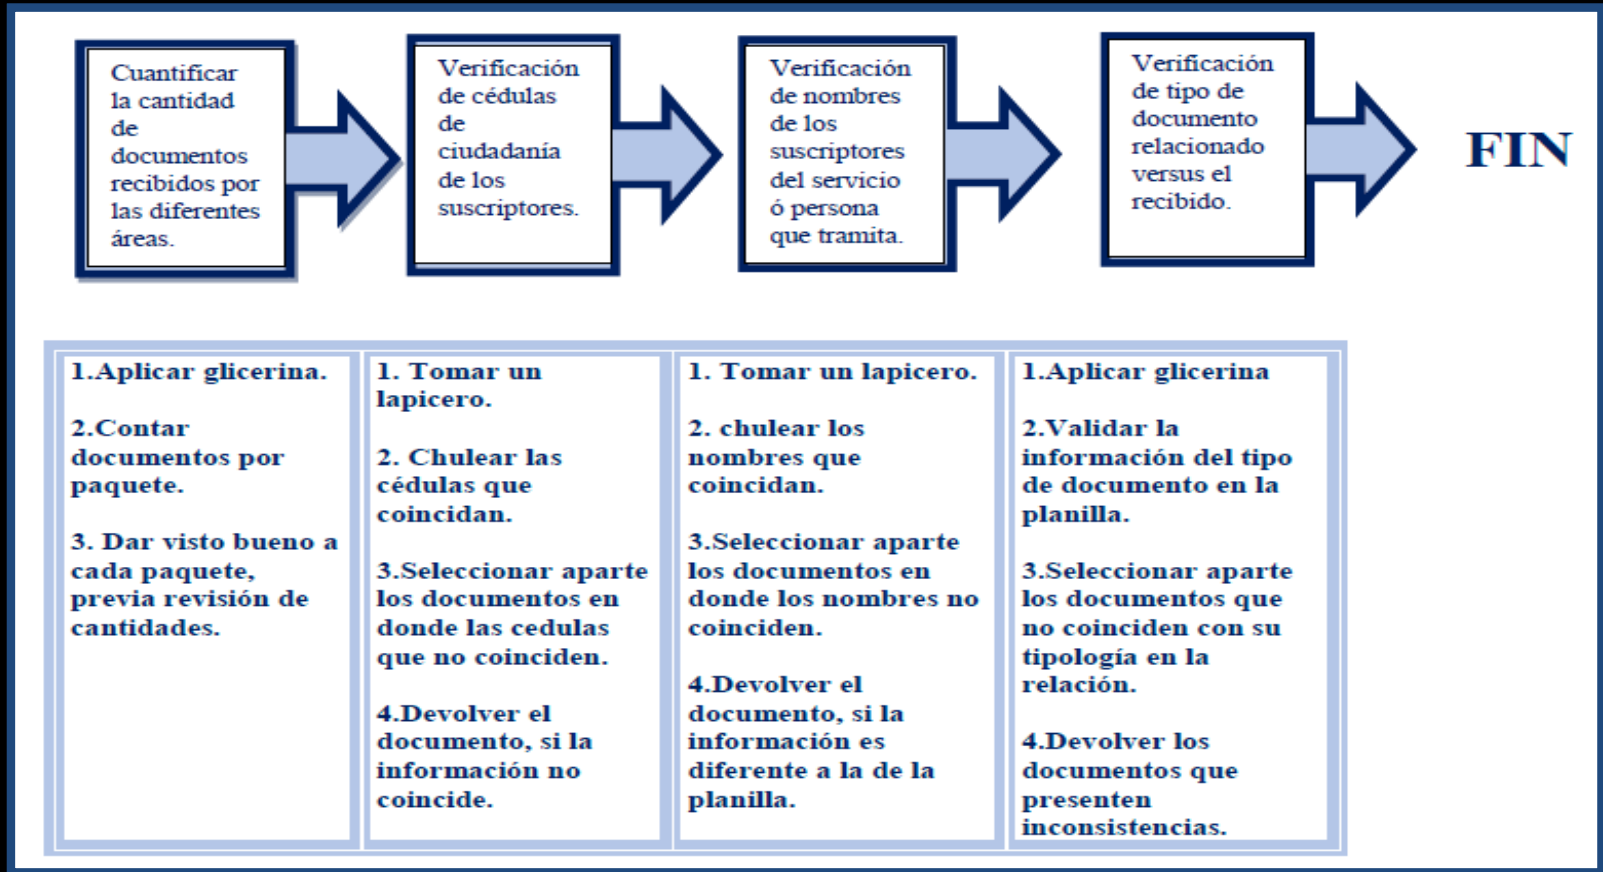 Cuantificar
la cantidad
de
documentos
recibidos por
las diferentes
áreas.
Verificación
de cédulas
de
ciudadanía
de los
suscriptores.
Verificación
de nombres
de los
suscriptores
del servicio
ó persona
que tramita.
Verificación
de tipo de
documento
relacionado
versus el
recibido.
FIN
1.Aplicar glicerina.
2.Contar
documentos por
paquete.
3. Dar visto bueno a
cada paquete,
previa revisión de
cantidades.
1. Tomar un
lapicero.
2. Chulear las
cédulas que
coincidan.
3.Seleccionar aparte
los documentos en
donde las cedulas
que no coinciden.
4.Devolver el
documento, si la
información no
coincide.
1. Tomar un lapicero.
2. chulear los
nombres que
coincidan.
3.Seleccionar aparte
los documentos en
donde los nombres no
coinciden.
4.Devolver el
documento, si la
información es
diferente a la de la
planilla.
1.Aplicar glicerina
2.Validar la
información del tipo
de documento en la
planilla.
3.Seleccionar aparte
los documentos que
no coinciden con su
tipología en la
relación.
4.Devolver los
documentos que
presenten
inconsistencias.